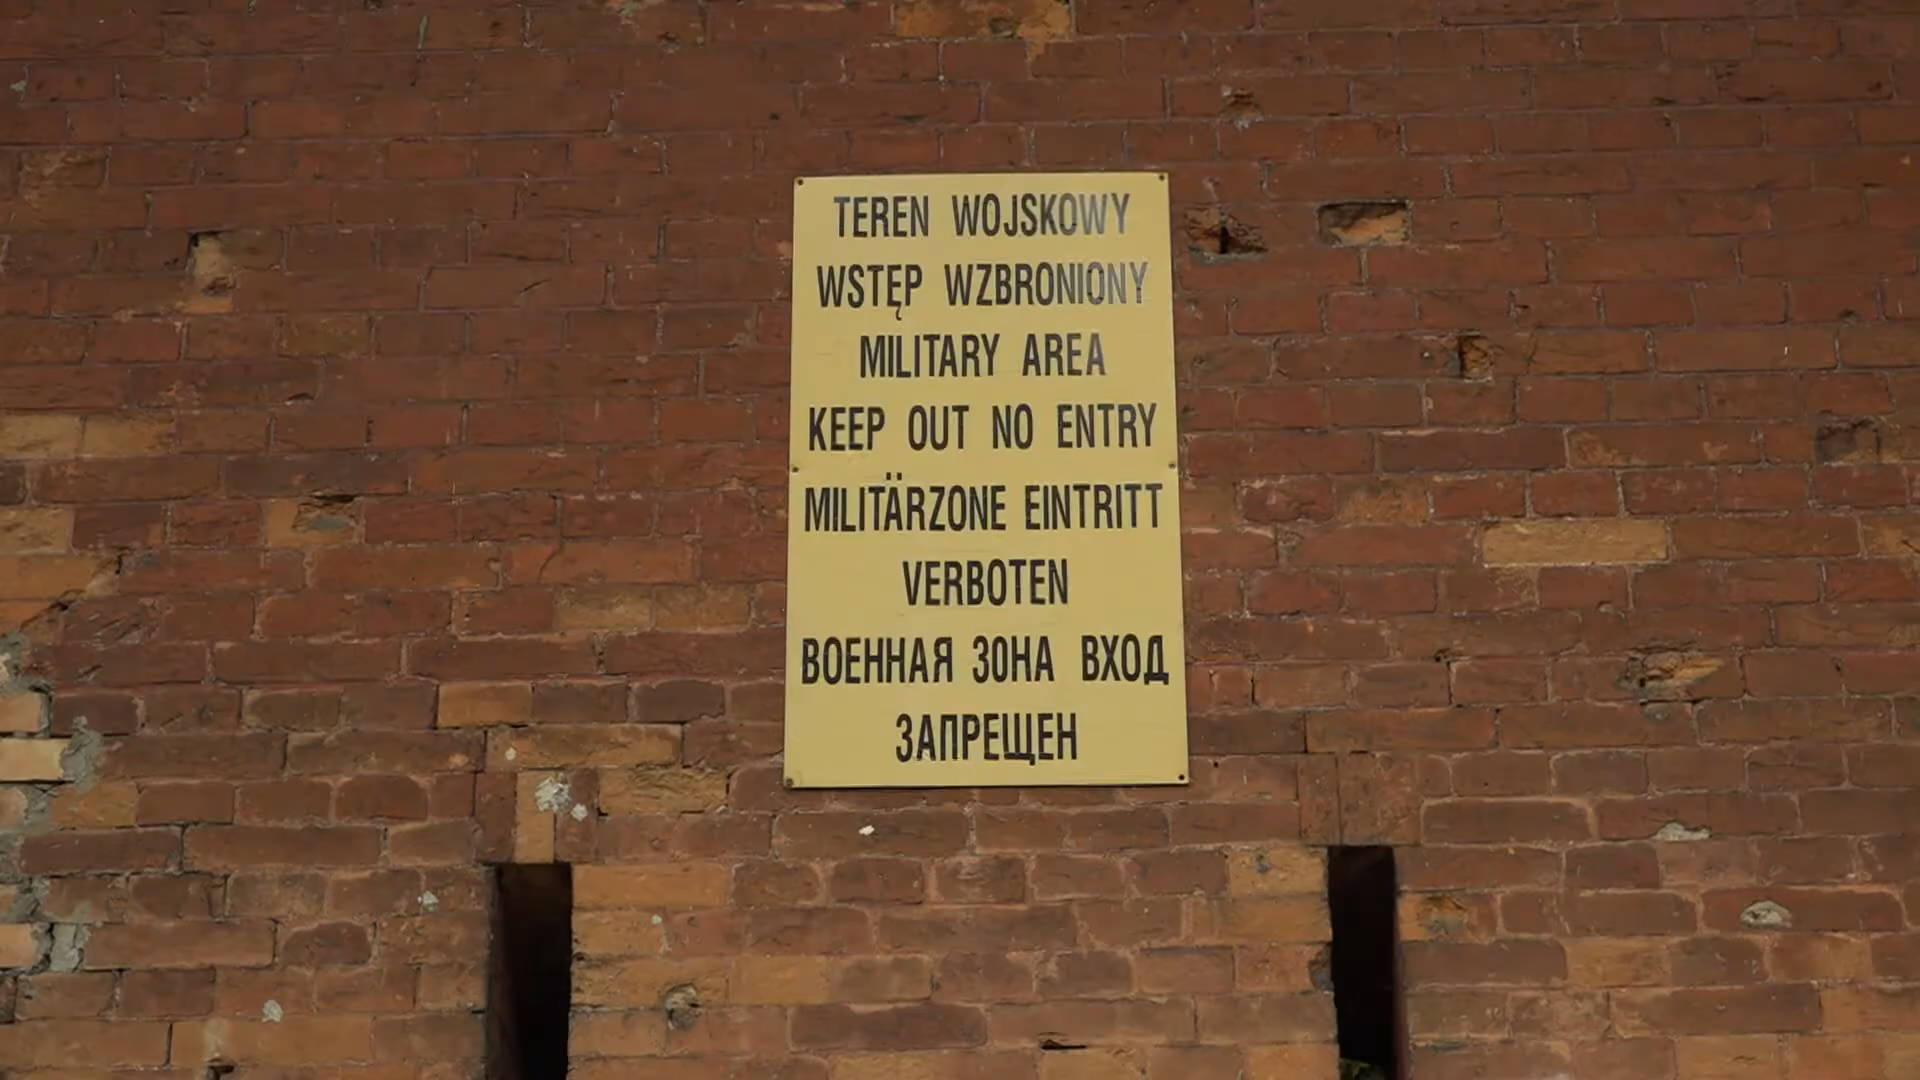 TEREN WOJSKOWY
WSTĘP WZBRONIONY
MILITARY AREA
KEEP OUT NO ENTRY
MILITÄRZONE EINTRITT
VERBOTEN
ВОЕННАЯ ЗОНА ВХОД
ЗАПРЕЩЕН